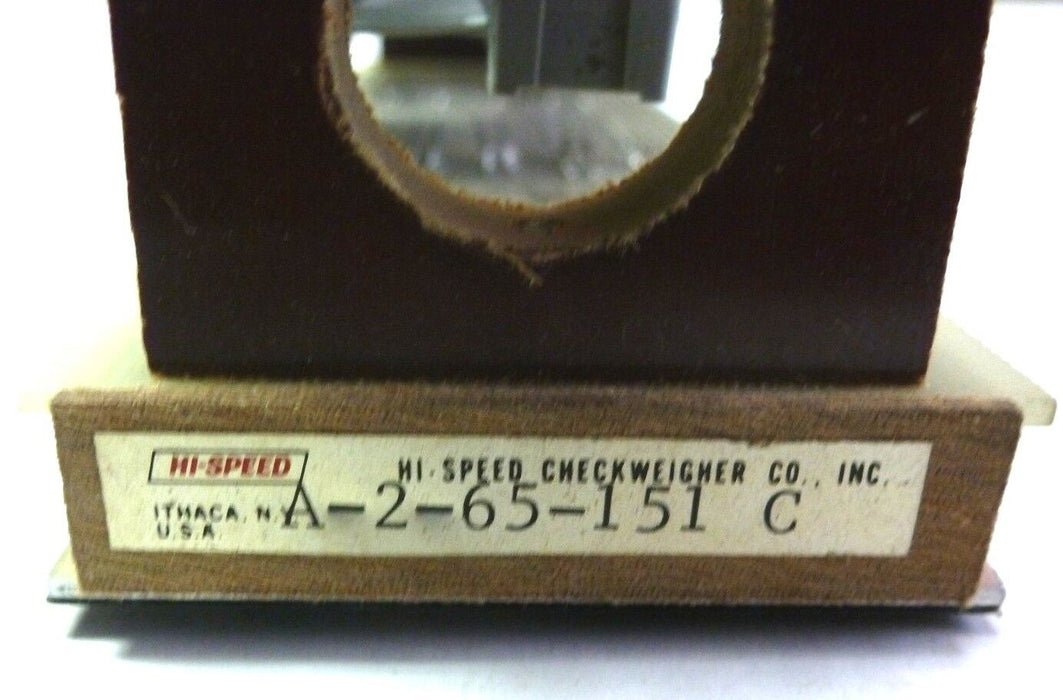 HI-SPEED
HI-SPEED CHECKWEIGHER CO., INC.
ITHACA, N.Y.
U.S.A.
A-2-65-151 C